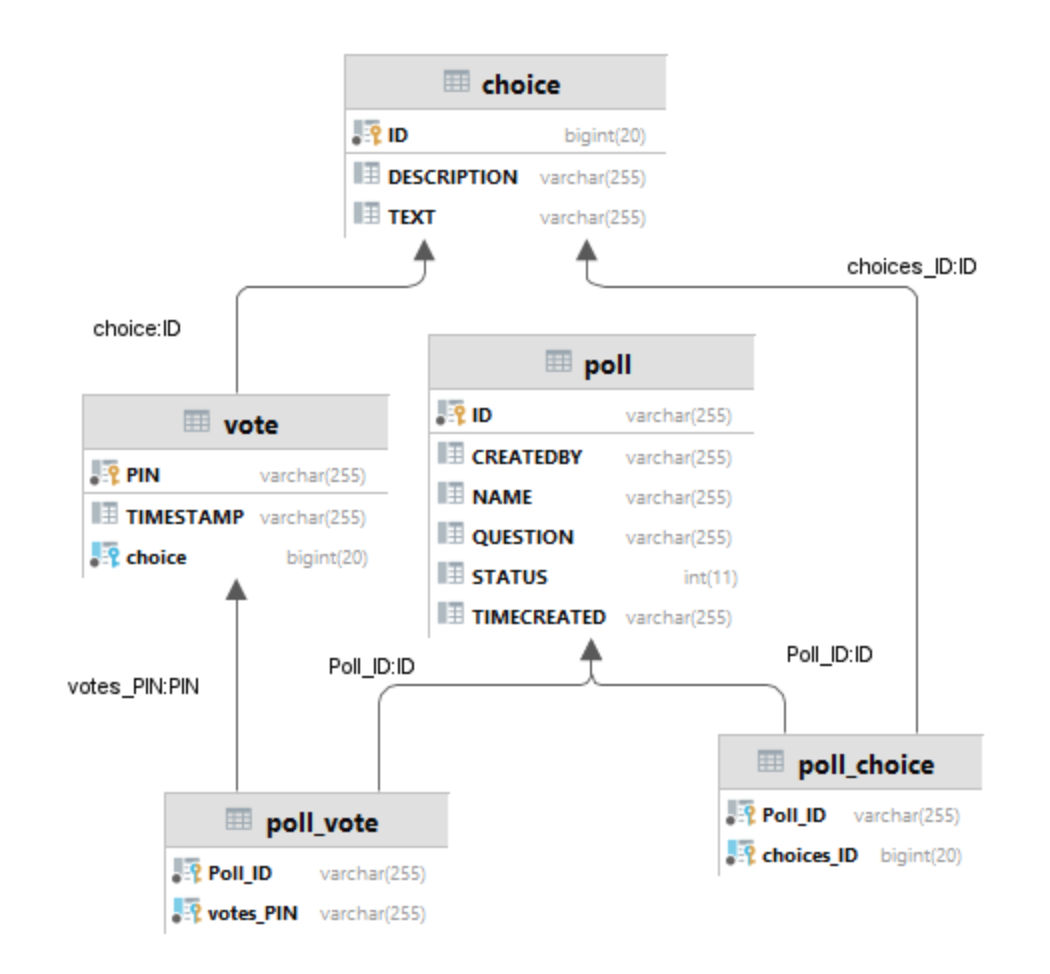 choice
ID bigint(20)
DESCRIPTION varchar(255)
TEXT varchar(255)
choices_ID:ID
choice:ID
poll
ID varchar(255)
CREATEDBY varchar(255)
NAME varchar(255)
QUESTION varchar(255)
STATUS int(11)
TIMECREATED varchar(255)
vote
PIN varchar(255)
TIMESTAMP varchar(255)
choice bigint(20)
Poll_ID:ID
Poll_ID:ID
votes_PIN:PIN
poll_choice
Poll_ID varchar(255)
choices_ID bigint(20)
poll_vote
Poll_ID varchar(255)
votes_PIN varchar(255)